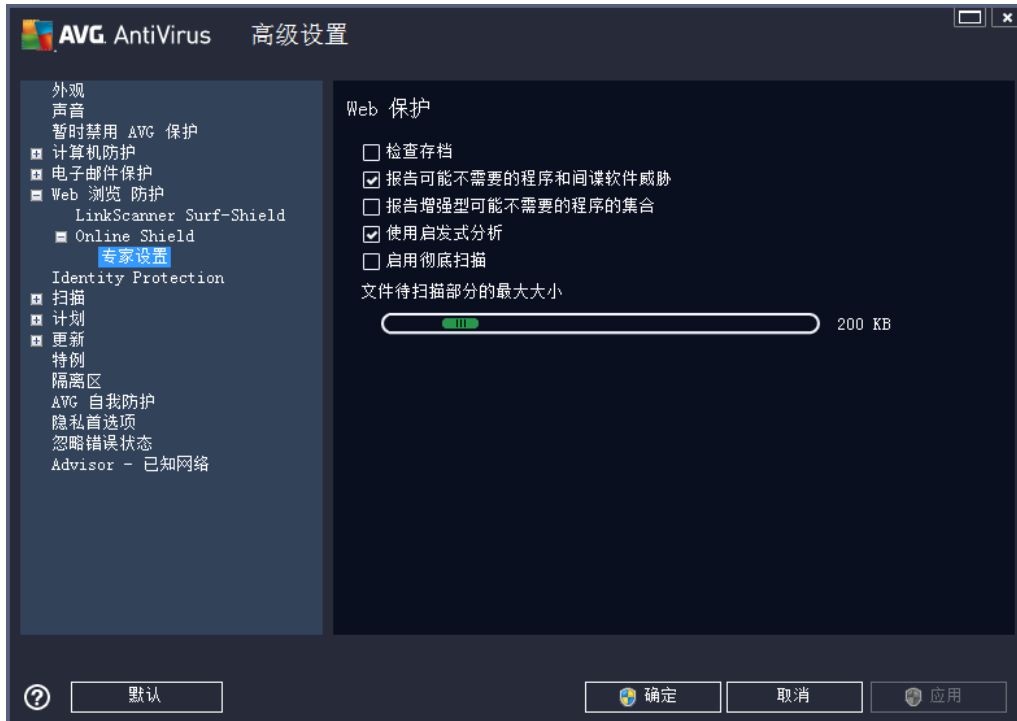 AVG. AntiVirus 高级设置
外观
声音
暂时禁用 AVG 保护
计算机防护
电子邮件保护
Web 浏览 防护
LinkScanner Surf-Shield
Online Shield
专家设置
Identity Protection
扫描
计划
更新
特例
隔离区
AVG 自我防护
隐私首选项
忽略错误状态
Advisor - 已知网络
Web 保护
检查存档
报告可能不需要的程序和间谍软件威胁
报告增强型可能不需要的程序的集合
使用启发式分析
启用彻底扫描
文件待扫描部分的最大大小
200 KB
? 默认 确定 取消 应用